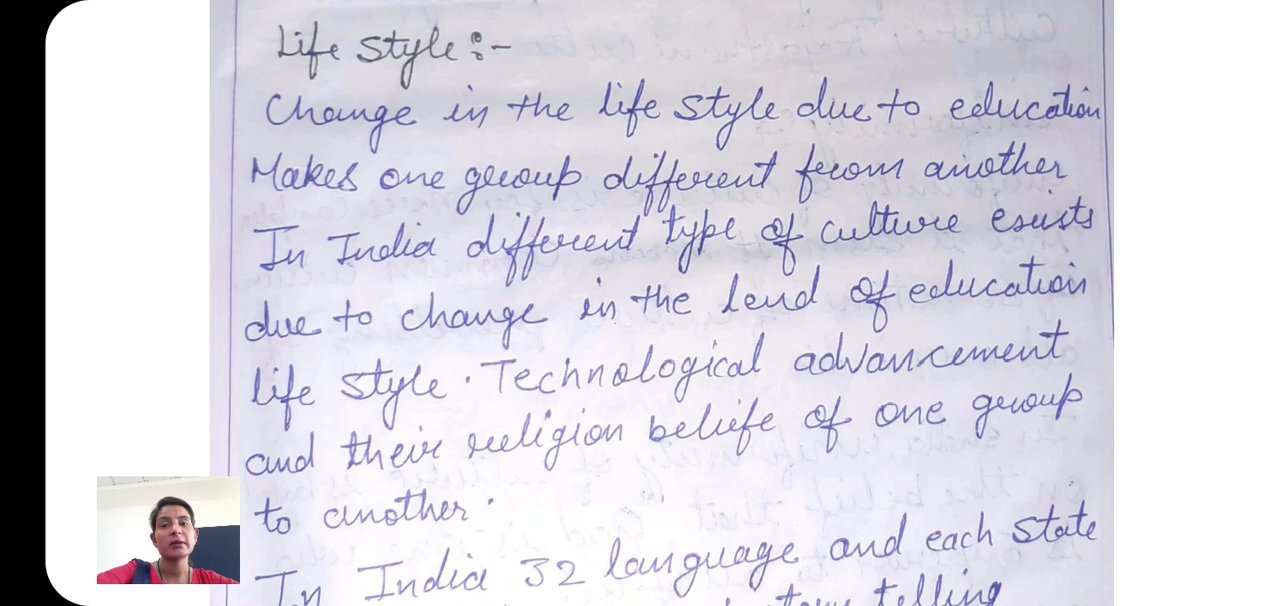 Life Style :-
Change in the life style due to education
Makes one group different from another
In India different type of culture exists
due to change in the of education
life style. Technological advancement
and their religion beliefe of one group
to another.
In India 32 language and each State
telling